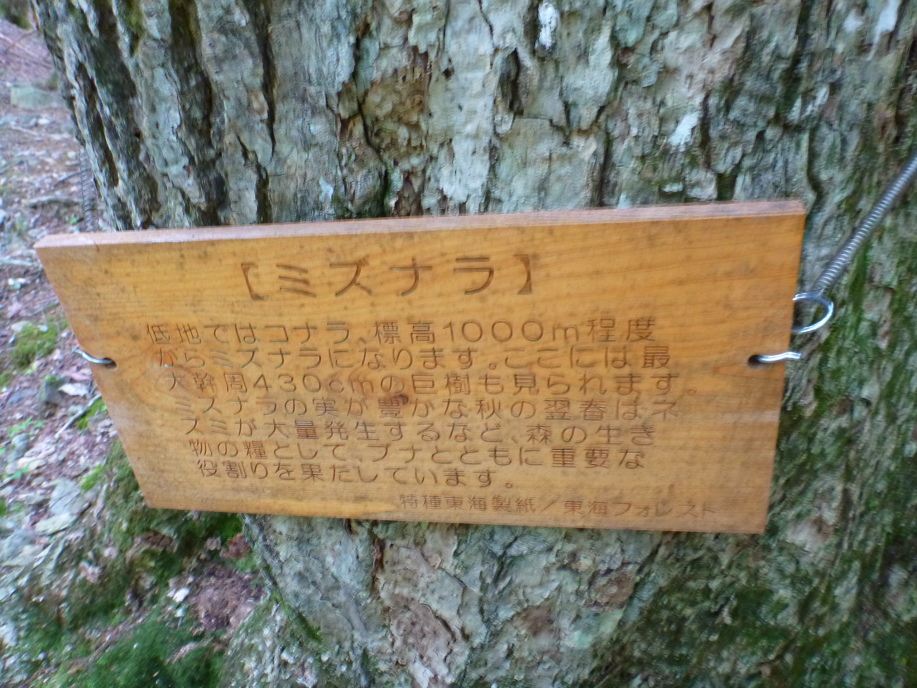 【ミズナラ】
低地ではコナラ、標高1000m程度
からミズナラになります。ここには最
大幹周430cmの巨樹も見られます。
ミズナラの実が豊かな秋の翌春はネ
ズミが大量発生するなど、森の生き
物の糧として、ブナとともに重要な
役割りを果たしています。
特種東海製紙/東海フォレスト